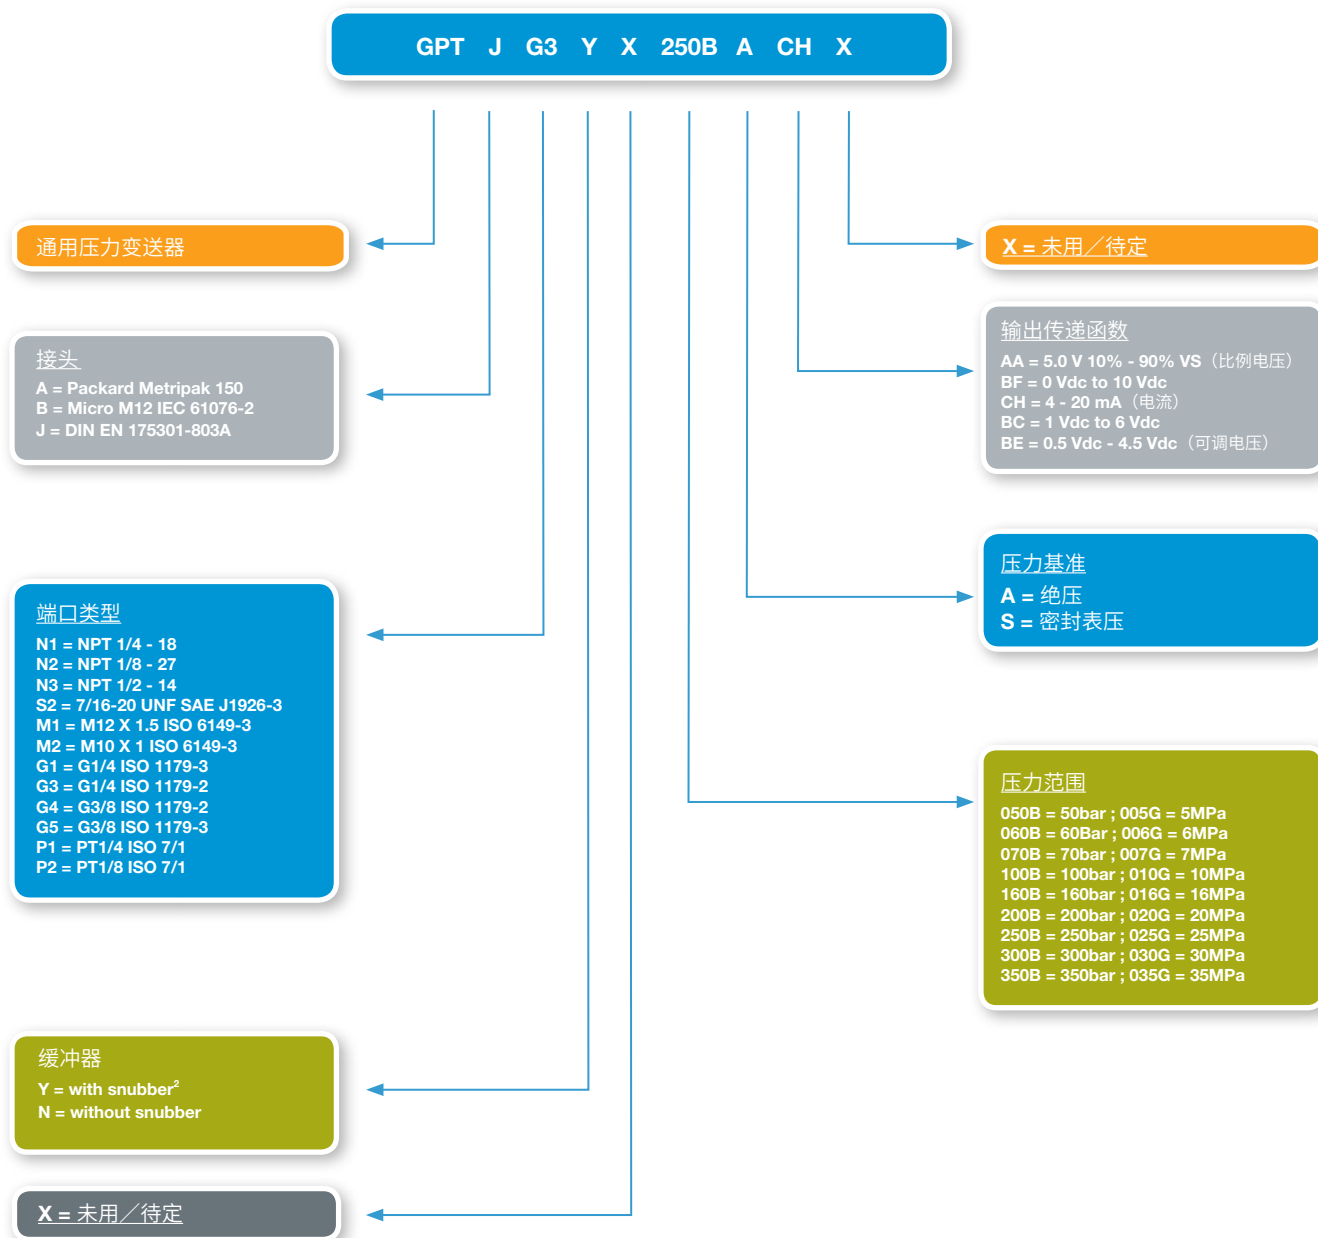 GPT J G3 Y X 250B A CH X
通用压力变送器
接头
A = Packard Metripak 150
B = Micro M12 IEC 61076-2
J = DIN EN 175301-803A
端口类型
N1 = NPT 1/4 - 18
N2 = NPT 1/8 - 27
N3 = NPT 1/2 - 14
S2 = 7/16-20 UNF SAE J1926-3
M1 = M12 X 1.5 ISO 6149-3
M2 = M10 X 1 ISO 6149-3
G1 = G1/4 ISO 1179-3
G3 = G1/4 ISO 1179-2
G4 = G3/8 ISO 1179-2
G5 = G3/8 ISO 1179-3
P1 = PT1/4 ISO 7/1
P2 = PT1/8 ISO 7/1
缓冲器
Y = with snubber²
N = without snubber
X = 未用／待定
X = 未用／待定
输出传递函数
AA = 5.0 V 10% - 90% VS（比例电压）
BF = 0 Vdc to 10 Vdc
CH = 4 - 20 mA（电流）
BC = 1 Vdc to 6 Vdc
BE = 0.5 Vdc - 4.5 Vdc（可调电压）
压力基准
A = 绝压
S = 密封表压
压力范围
050B = 50bar ; 005G = 5MPa
060B = 60Bar ; 006G = 6MPa
070B = 70bar ; 007G = 7MPa
100B = 100bar ; 010G = 10MPa
160B = 160bar ; 016G = 16MPa
200B = 200bar ; 020G = 20MPa
250B = 250bar ; 025G = 25MPa
300B = 300bar ; 030G = 30MPa
350B = 350bar ; 035G = 35MPa